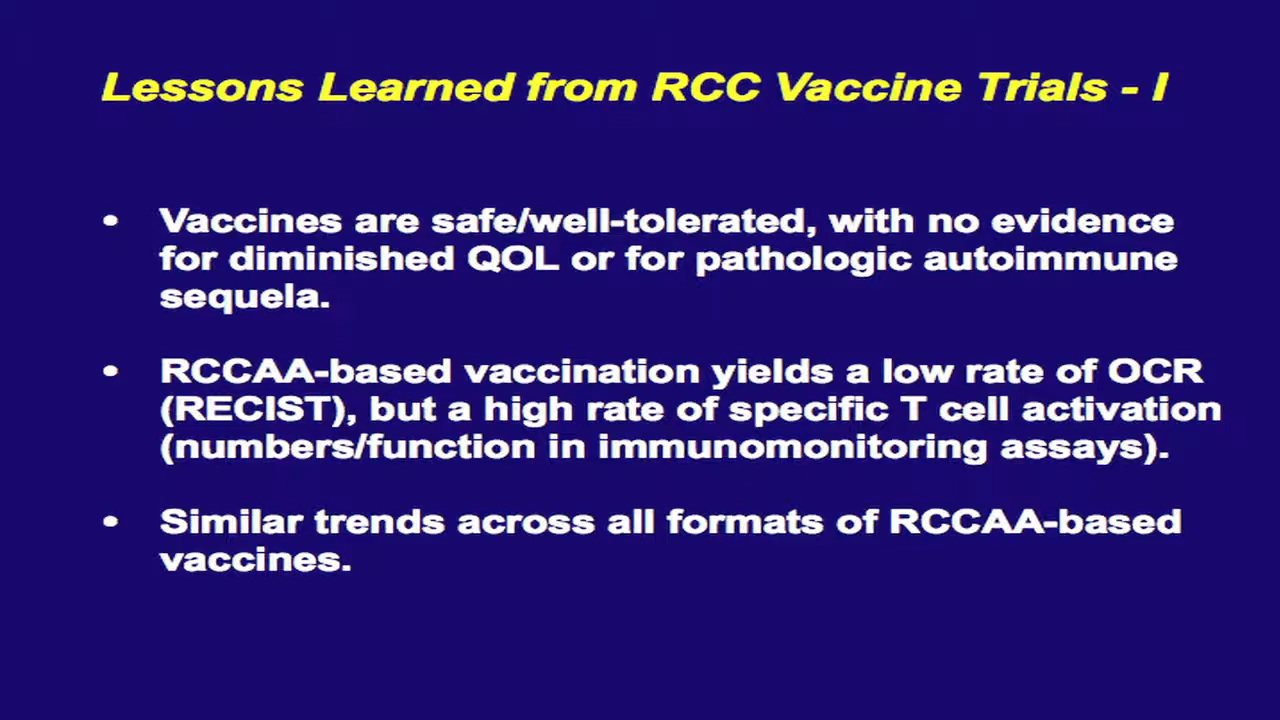 Lessons Learned from RCC Vaccine Trials - I
• Vaccines are safe/well-tolerated, with no evidence
for diminished QOL or for pathologic autoimmune
sequela.
• RCCAA-based vaccination yields a low rate of OCR
(RECIST), but a high rate of specific T cell activation
(numbers/function in immunomonitoring assays).
• Similar trends across all formats of RCCAA-based
vaccines.